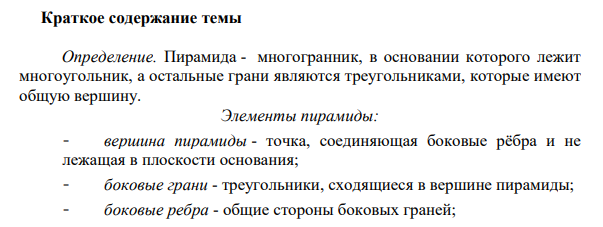 Краткое содержание темы
Определение. Пирамида - многогранник, в основании которого лежит
многоугольник, а остальные грани являются треугольниками, которые имеют
общую вершину.
Элементы пирамиды:
- вершина пирамиды - точка, соединяющая боковые рёбра и не
лежащая в плоскости основания;
- боковые грани - треугольники, сходящиеся в вершине пирамиды;
- боковые ребра - общие стороны боковых граней;